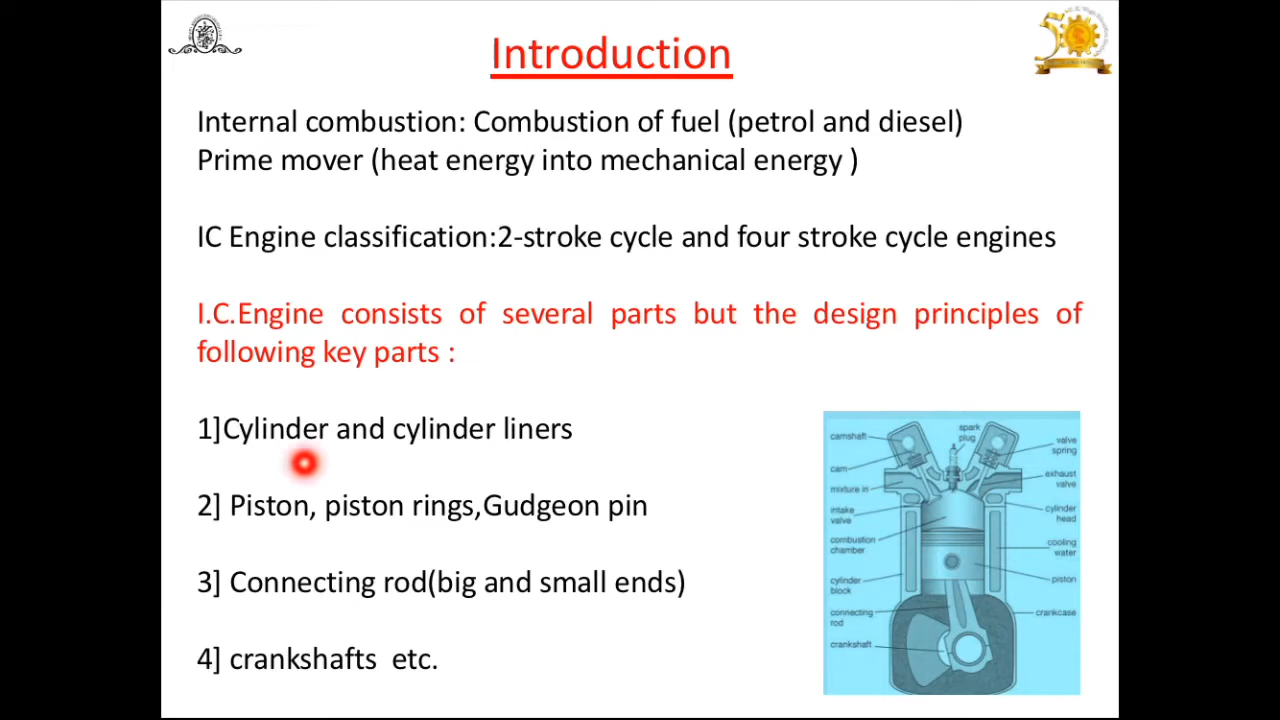 Introduction
Internal combustion: Combustion of fuel (petrol and diesel)
Prime mover (heat energy into mechanical energy )
IC Engine classification:2-stroke cycle and four stroke cycle engines
I.C.Engine consists of several parts but the design principles of
following key parts :
1]Cylinder and cylinder liners
2] Piston, piston rings,Gudgeon pin
3] Connecting rod(big and small ends)
4] crankshafts etc.
camshaft
cam
mixture in
intake
valve
combustion
chamber
cylinder
block
connecting
rod
crankshaft
spark
plug
valve
spring
exhaust
valve
cylinder
head
cooling
water
piston
crankcase